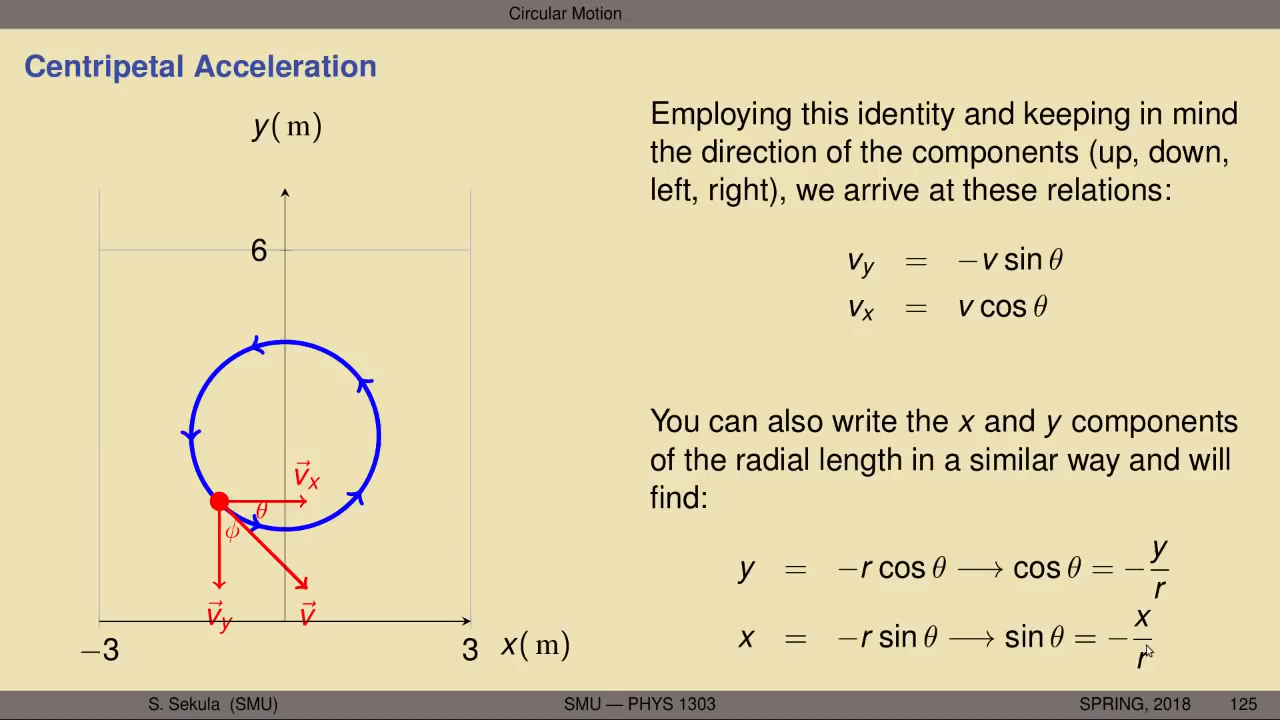 Circular Motion
Centripetal Acceleration
y( m)
6
v⃗x
θ
ϕ
v⃗y
v⃗
−3
3
x( m)
Employing this identity and keeping in mind
the direction of the components (up, down,
left, right), we arrive at these relations:
vy = −v sin θ
vx = v cos θ
You can also write the x and y components
of the radial length in a similar way and will
find:
y = −r cos θ ⟶ cos θ = −y/r
x = −r sin θ ⟶ sin θ = −x/r
S. Sekula (SMU)
SMU — PHYS 1303
SPRING, 2018
125